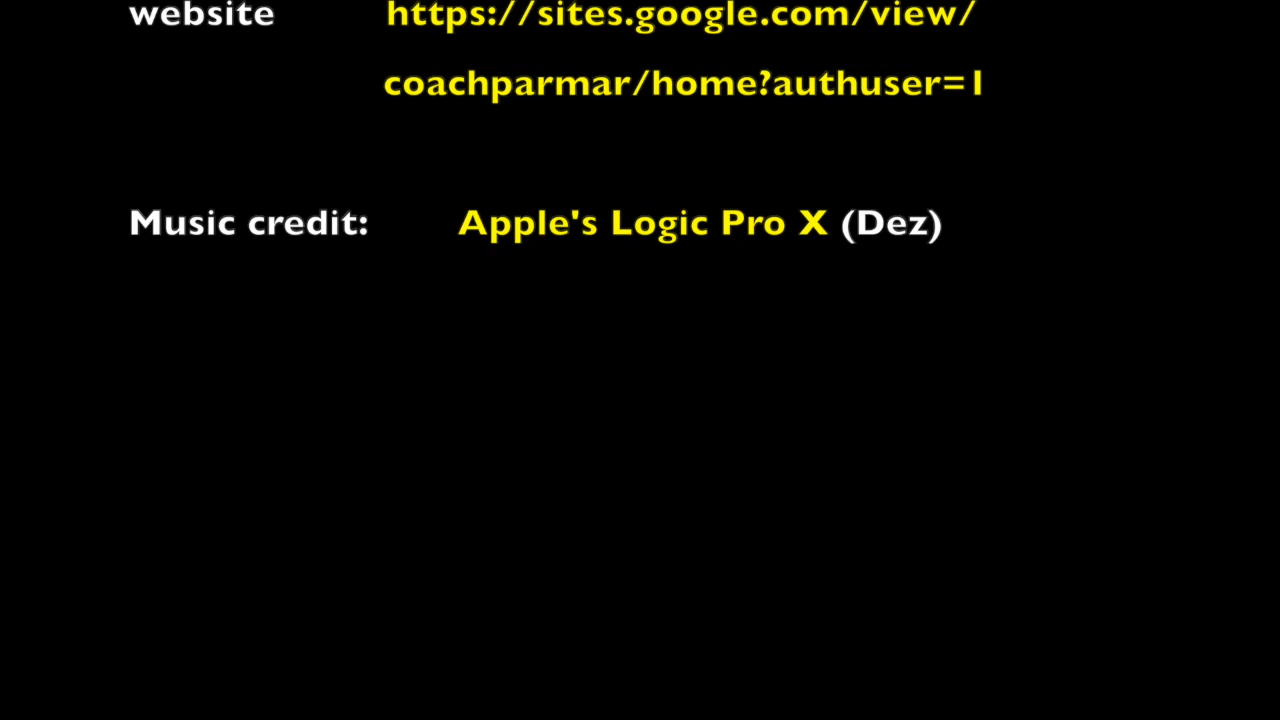 website https://sites.google.com/view/
coachparmar/home?authuser=1
Music credit: Apple's Logic Pro X (Dez)